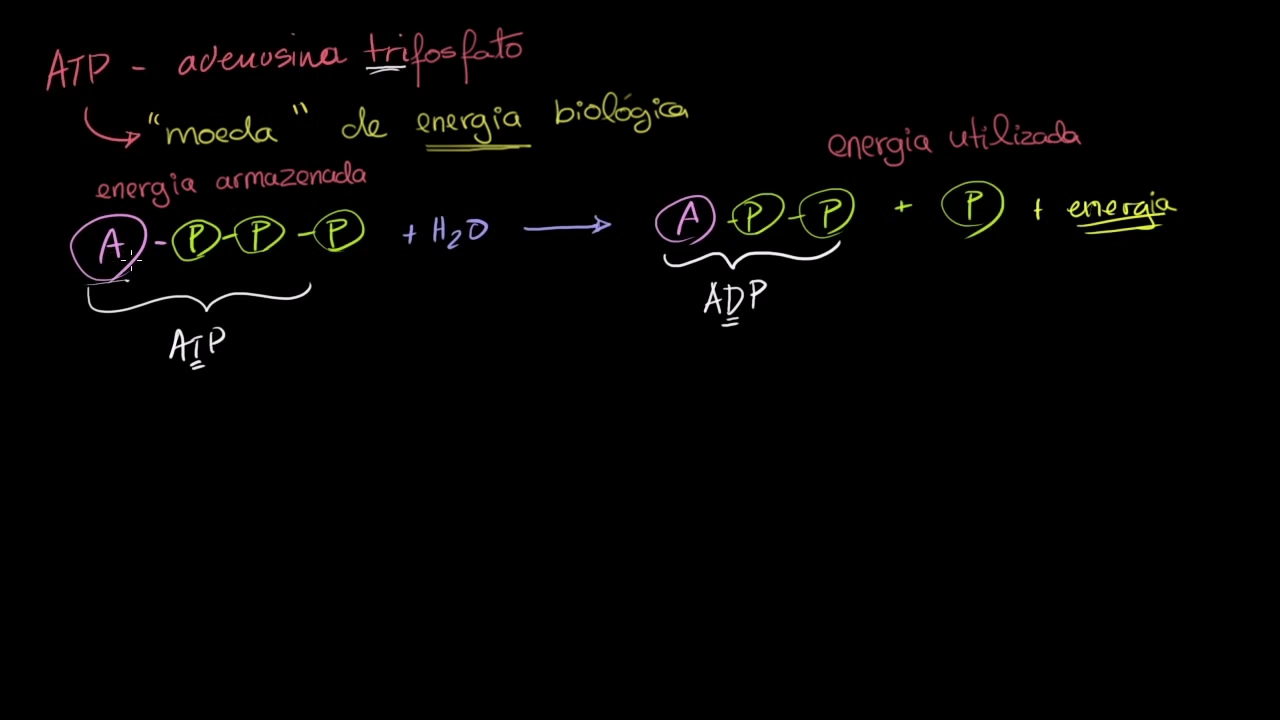 ATP - adenosina trifosfato
"moeda" de energia biológica
energia armazenada
energia utilizada
A - P - P - P + H₂O → A - P - P + P + energia
ATP
ADP